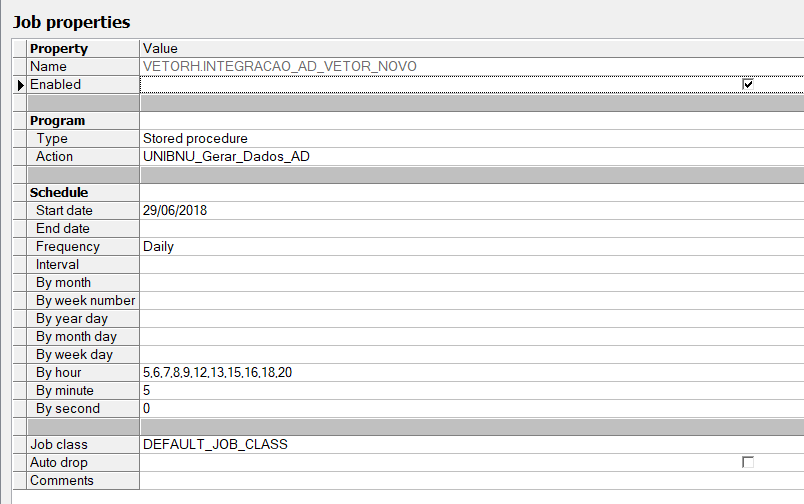 Job properties
Property Value
Name VETORH.INTEGRACAO_AD_VETOR_NOVO
Enabled
Program
Type Stored procedure
Action UNIBNU_Gerar_Dados_AD
Schedule
Start date 29/06/2018
End date
Frequency Daily
Interval
By month
By week number
By year day
By month day
By week day
By hour 5,6,7,8,9,12,13,15,16,18,20
By minute 5
By second 0
Job class DEFAULT_JOB_CLASS
Auto drop
Comments